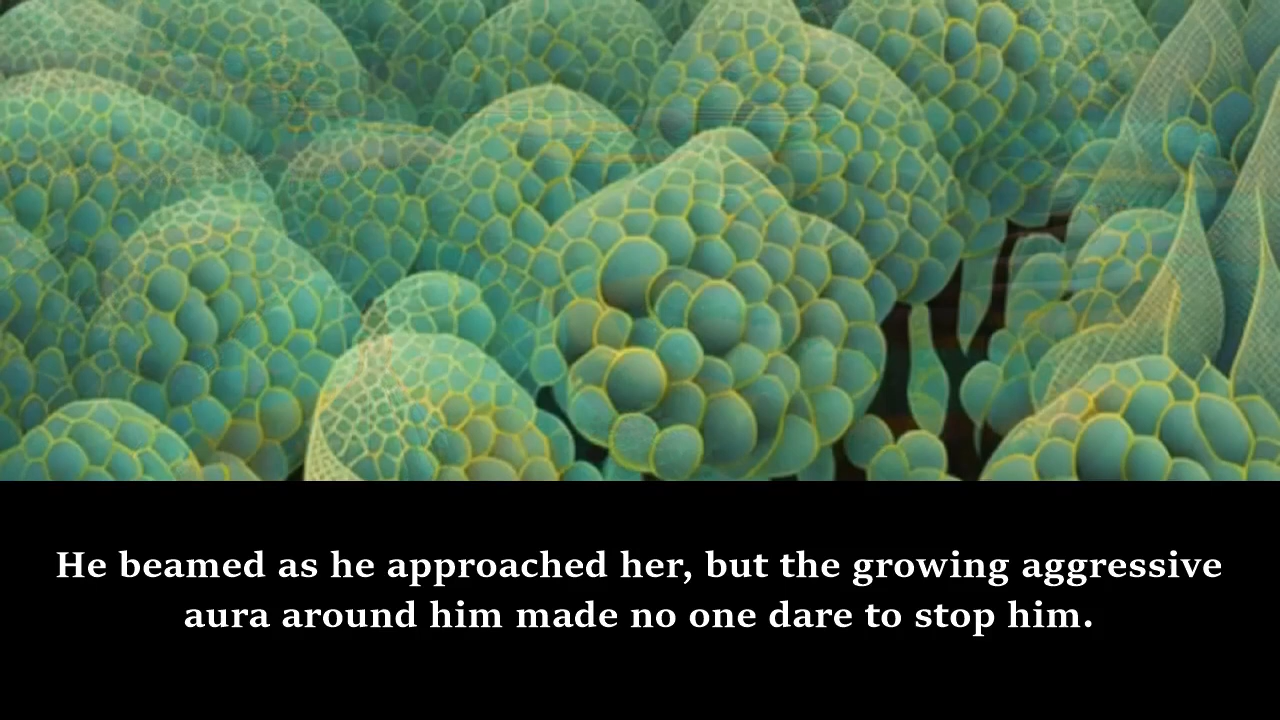 He beamed as he approached her, but the growing aggressive
aura around him made no one dare to stop him.